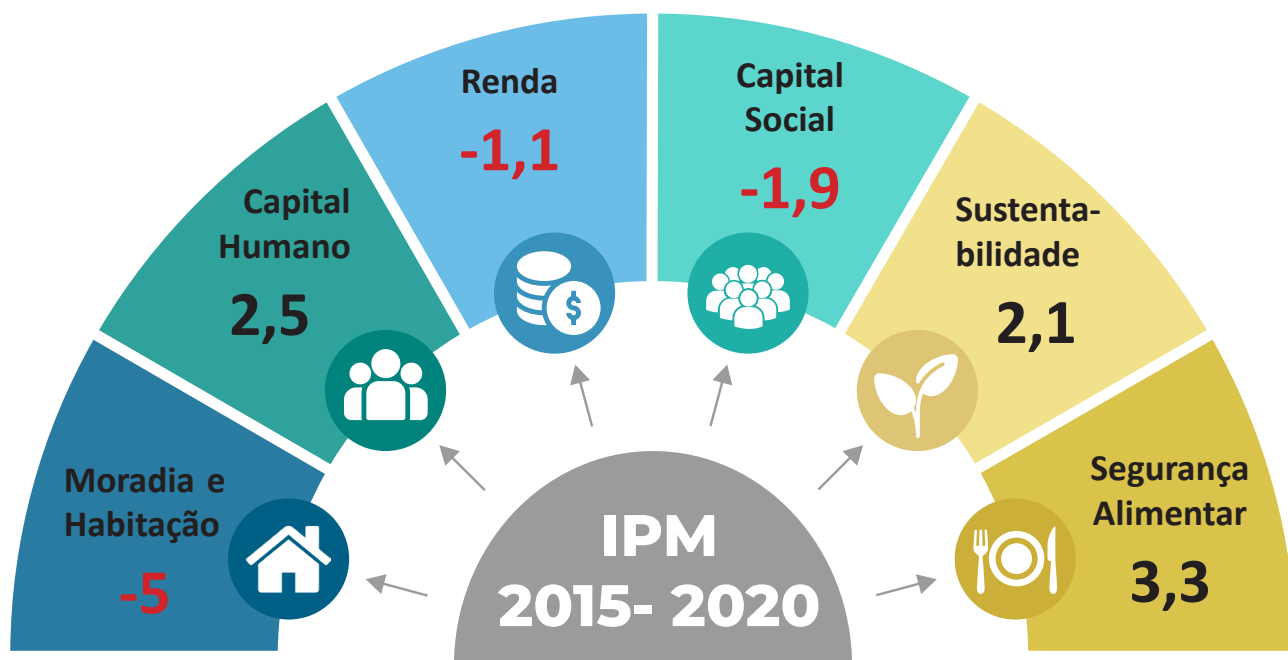 Moradia e
Habitação
-5
Capital
Humano
2,5
Renda
-1,1
$
Capital
Social
-1,9
Sustenta-
bilidade
2,1
Segurança
Alimentar
3,3
IPM
2015- 2020